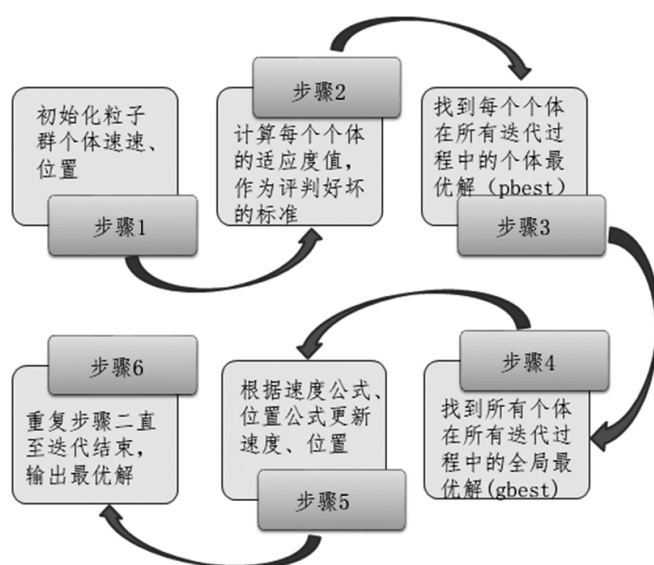 初始化粒子
群个体速速、
位置
步骤1
步骤2
计算每个个体
的适应度值，
作为评判好坏
的标准
找到每个个体
在所有迭代过
程中的个体最
优解（pbest）
步骤3
步骤4
找到所有个体
在所有迭代过
程中的全局最
优解(gbest)
根据速度公式、
位置公式更新
速度、位置
步骤5
步骤6
重复步骤二直
至迭代结束，
输出最优解